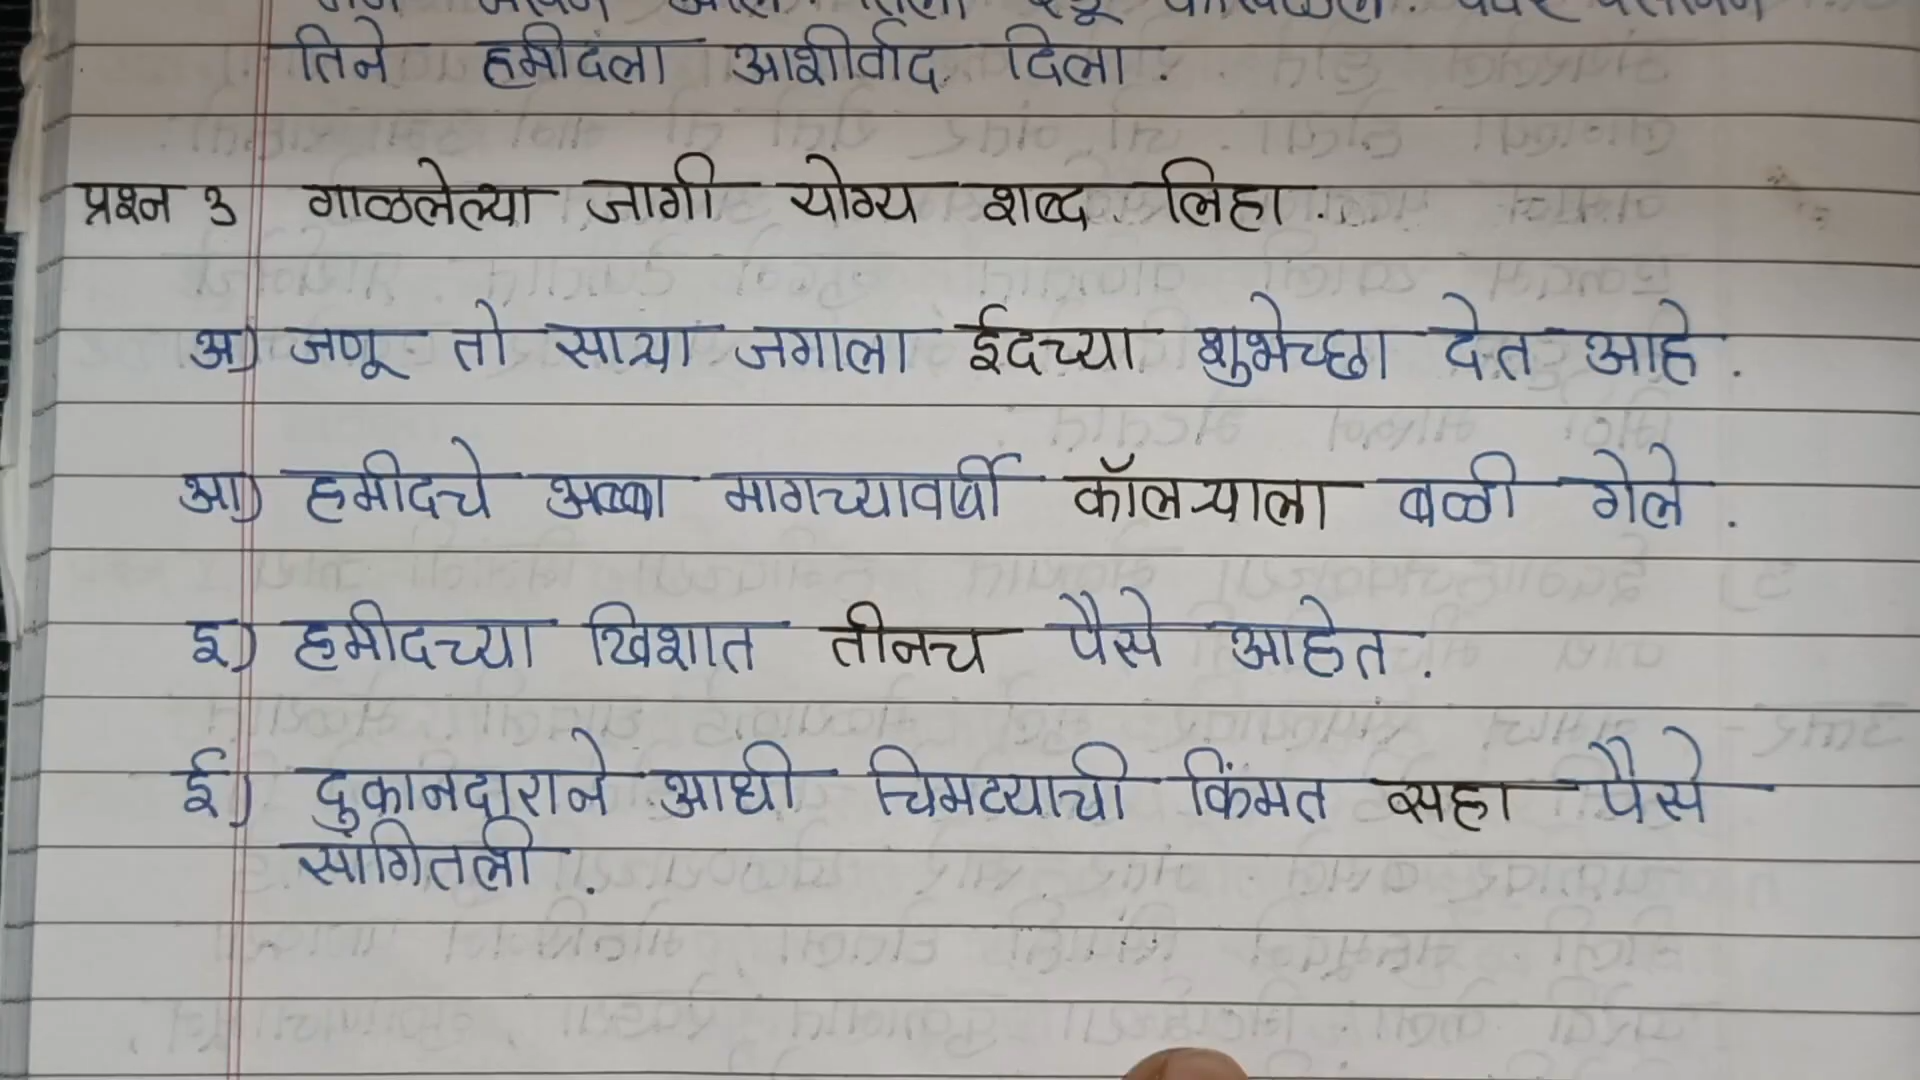 तिने हमीदला आशीर्वाद दिला.
प्रश्न 3 गाळलेल्या जागी योग्य शब्द लिहा.
अ) जणू तो साऱ्या जगाला ईदच्या शुभेच्छा देत आहे.
आ) हमीदचे अब्बा मागच्यावर्षी कॉलऱ्याला बळी गेले.
इ) हमीदच्या खिशात तीनच पैसे आहेत.
ई) दुकानदाराने आधी चिमट्याची किंमत सहा पैसे
सांगितली.